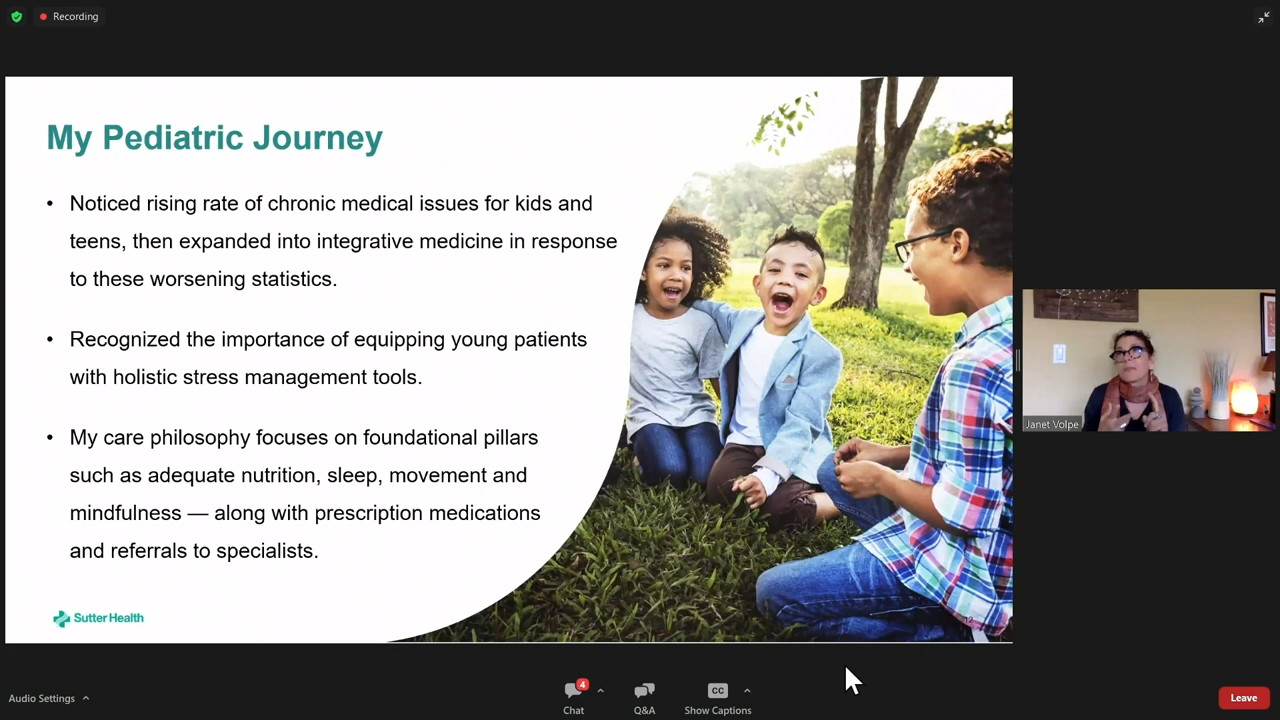 Recording
My Pediatric Journey
• Noticed rising rate of chronic medical issues for kids and
teens, then expanded into integrative medicine in response
to these worsening statistics.
• Recognized the importance of equipping young patients
with holistic stress management tools.
• My care philosophy focuses on foundational pillars
such as adequate nutrition, sleep, movement and
mindfulness — along with prescription medications
and referrals to specialists.
Sutter Health
Janet Volpe
Audio Settings
4
Chat
Q&A
CC
Show Captions
Leave